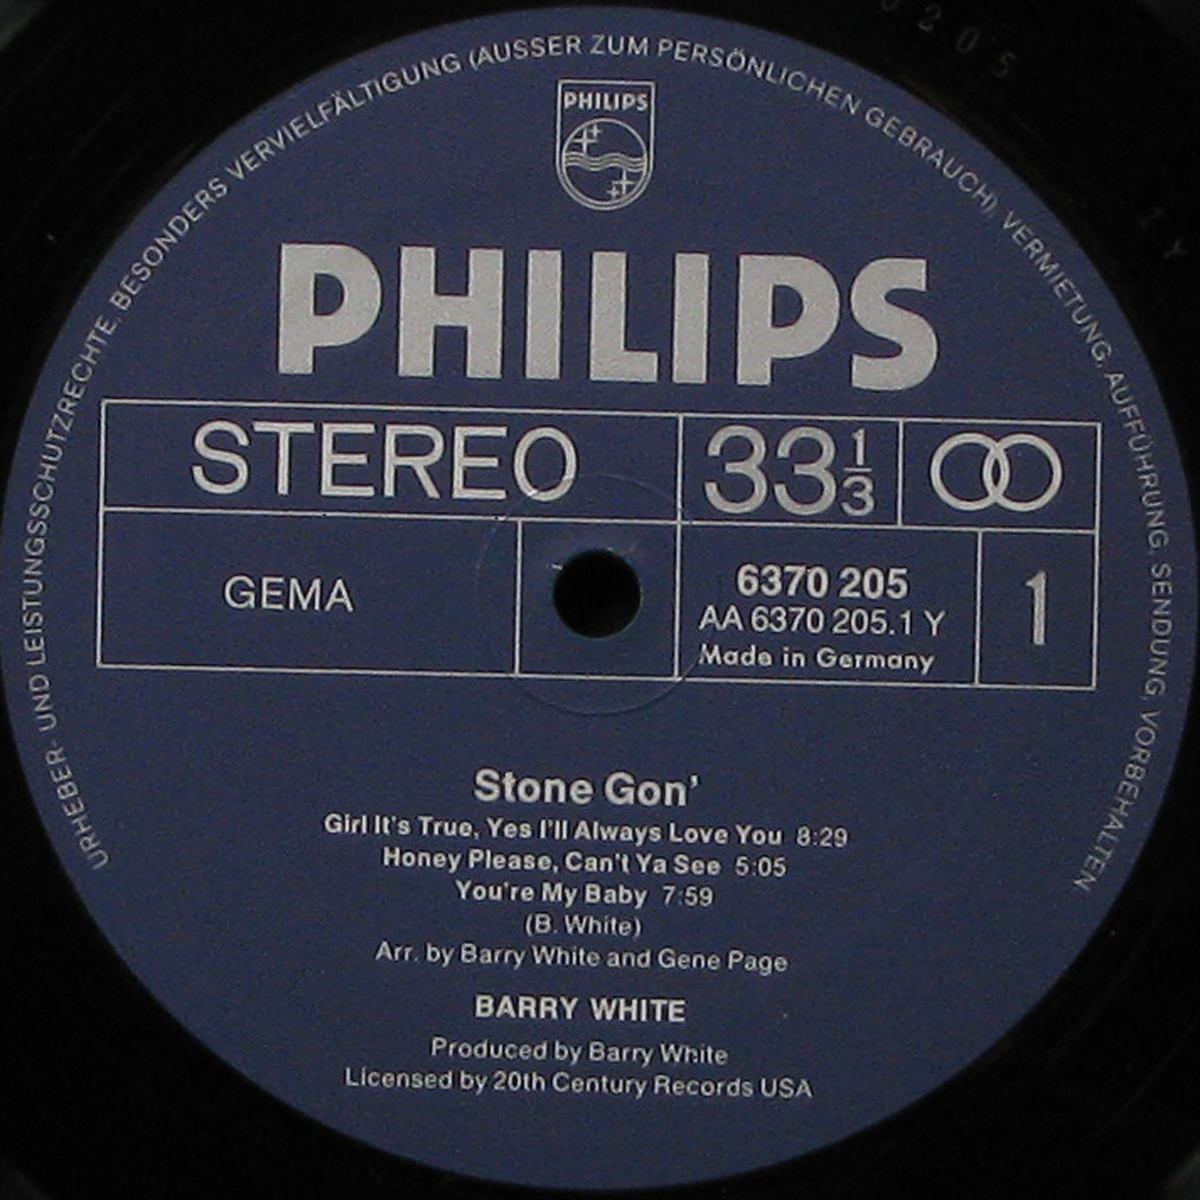 URHEBER- UND LEISTUNGSSCHUTZRECHTE, BESONDERS VERVIELFÄLTIGUNG (AUSSER ZUM PERSÖNLICHEN GEBRAUCH), VERMIETUNG, AUFFÜHRUNG, SENDUNG, VORBEHALTEN
PHILIPS
PHILIPS
STEREO
33 1/3
GEMA
6370 205
AA 6370 205.1 Y
Made in Germany
1
Stone Gon'
Girl It's True, Yes I'll Always Love You 8:29
Honey Please, Can't Ya See 5:05
You're My Baby 7:59
(B. White)
Arr. by Barry White and Gene Page
BARRY WHITE
Produced by Barry White
Licensed by 20th Century Records USA